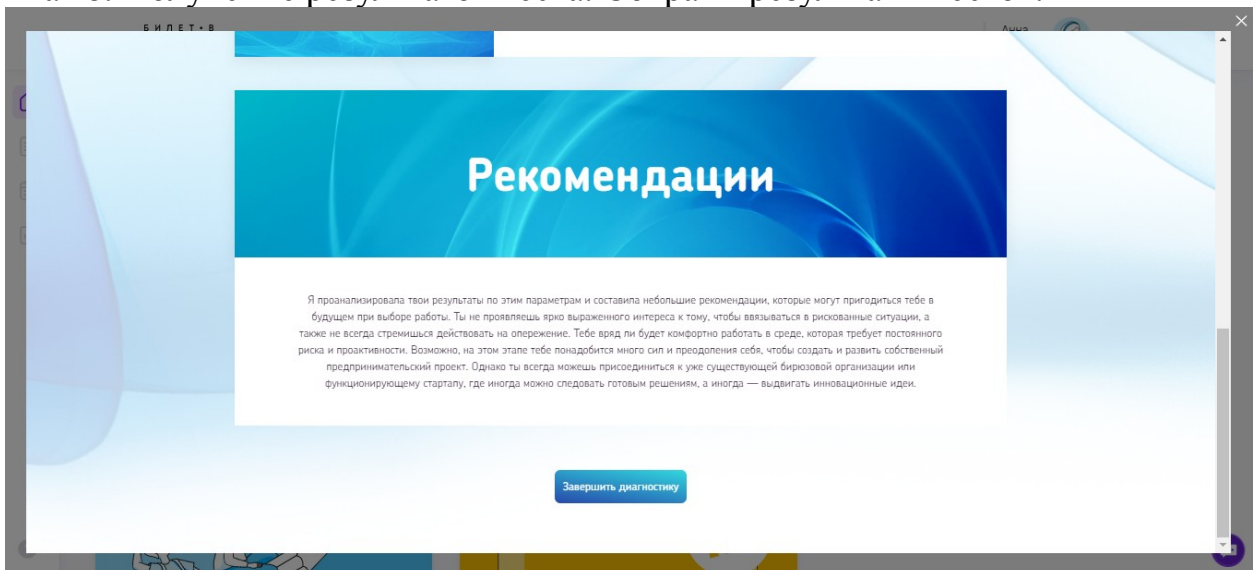 БИЛЕТ•В
Анна
Рекомендации
Я проанализировала твои результаты по этим параметрам и составила небольшие рекомендации, которые могут пригодиться тебе в
будущем при выборе работы. Ты не проявляешь ярко выраженного интереса к тому, чтобы ввязываться в рискованные ситуации, а
также не всегда стремишься действовать на опережение. Тебе вряд ли будет комфортно работать в среде, которая требует постоянного
риска и проактивности. Возможно, на этом этапе тебе понадобится много сил и преодоления себя, чтобы создать и развить собственный
предпринимательский проект. Однако ты всегда можешь присоединиться к уже существующей бирюзовой организации или
функционирующему стартапу, где иногда можно следовать готовым решениям, а иногда — выдвигать инновационные идеи.
Завершить диагностику